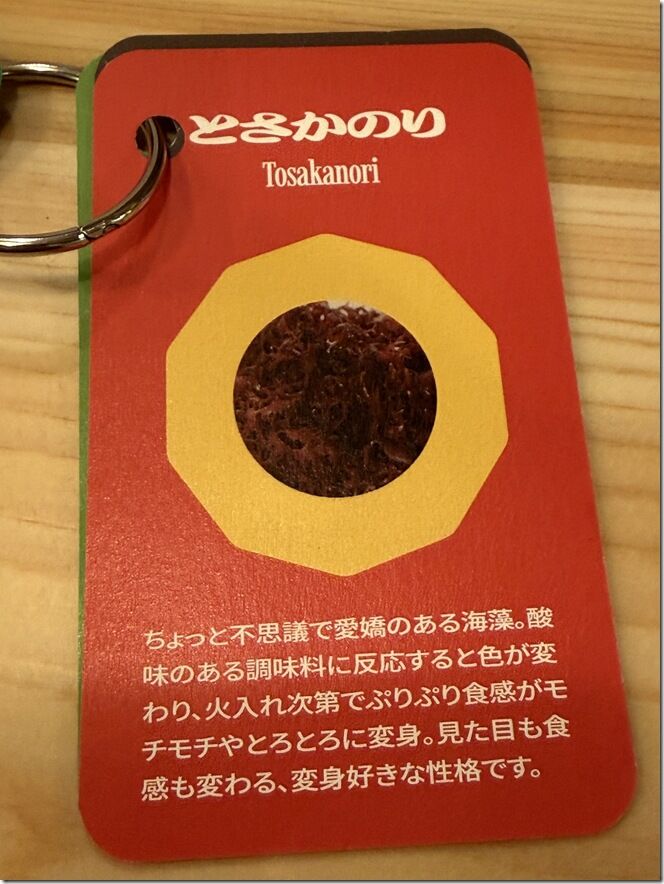 とさかのり
Tosakanori
ちょっと不思議で愛嬌のある海藻。酸
味のある調味料に反応すると色が変
わり、火入れ次第でぷりぷり食感がモ
チモチやとろとろに変身。見た目も食
感も変わる、変身好きな性格です。